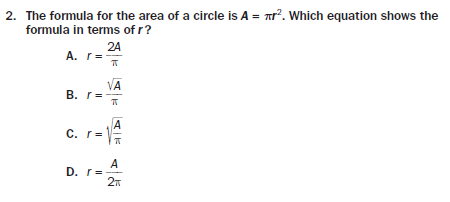 2. The formula for the area of a circle is A = πr². Which equation shows the
formula in terms of r?
A. r = 2A/π
B. r = √A/π
C. r = √(A/π)
D. r = A/2π